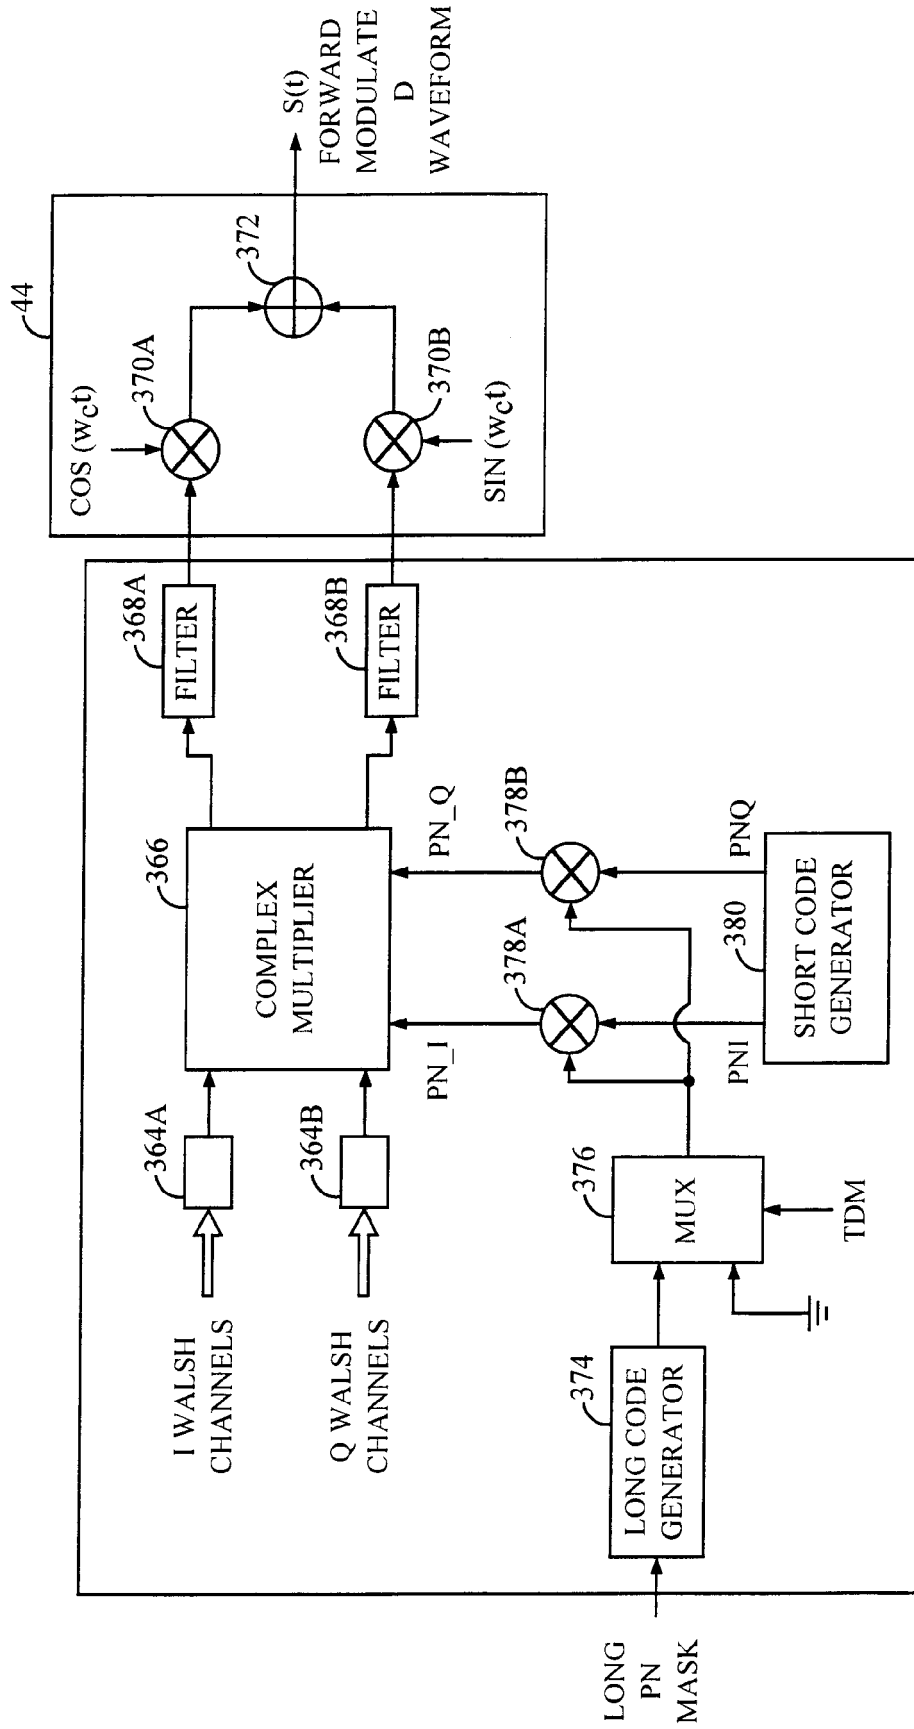 44
COS (wct)
370A
372
S(t)
FORWARD
MODULATE
D
WAVEFORM
370B
SIN (wct)
368A
FILTER
368B
FILTER
366
COMPLEX
MULTIPLIER
364A
I WALSH
CHANNELS
364B
Q WALSH
CHANNELS
PN_I
PN_Q
378A
378B
PNI
PNQ
380
SHORT CODE
GENERATOR
376
MUX
TDM
374
LONG CODE
GENERATOR
LONG
PN
MASK